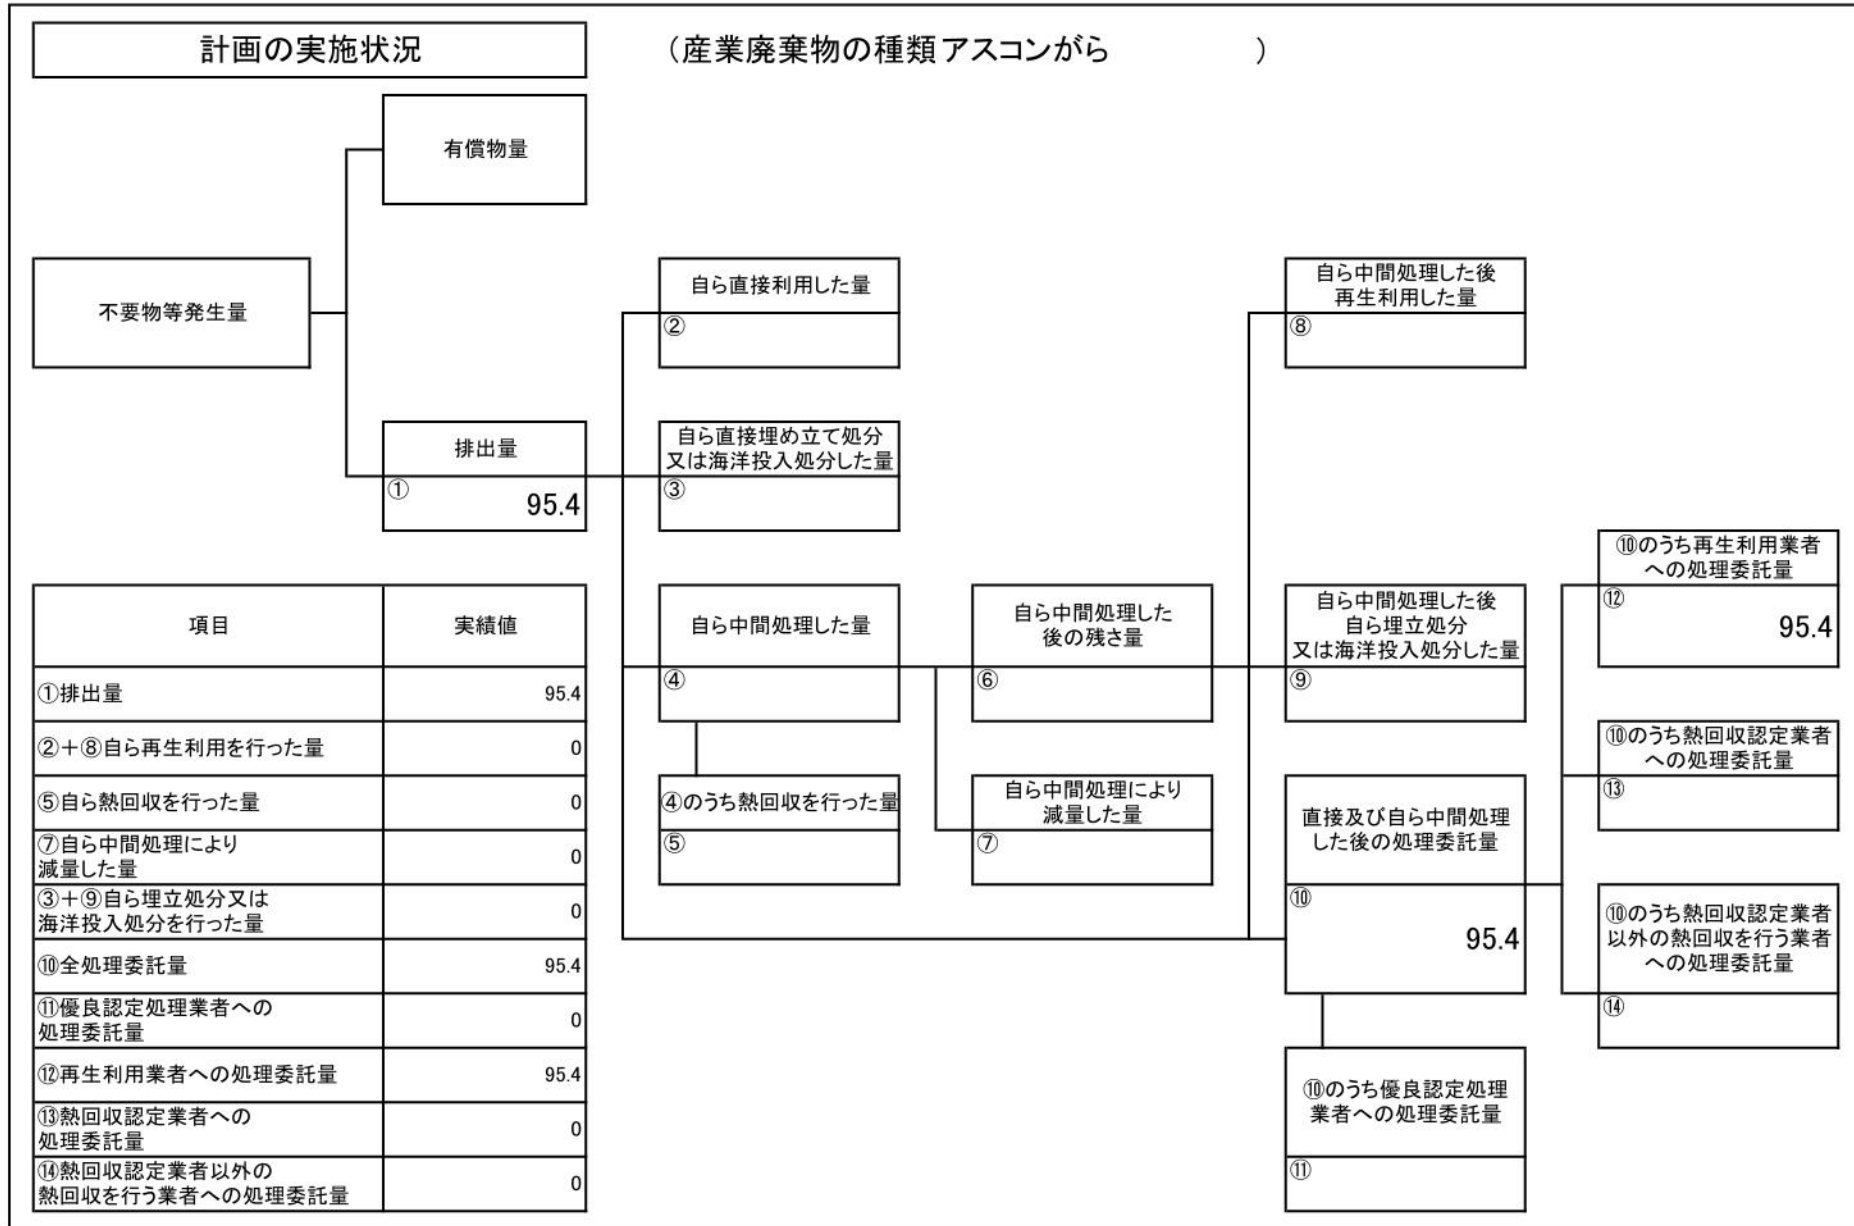 計画の実施状況
（産業廃棄物の種類アスコンがら　　　　　）
有償物量
不要物等発生量
自ら直接利用した量
②
自ら中間処理した後
再生利用した量
⑧
排出量
①
95.4
自ら直接埋め立て処分
又は海洋投入処分した量
③
⑩のうち再生利用業者
への処理委託量
⑫
95.4
自ら中間処理した量
④
自ら中間処理した
後の残さ量
⑥
自ら中間処理した後
自ら埋立処分
又は海洋投入処分した量
⑨
⑩のうち熱回収認定業者
への処理委託量
⑬
④のうち熱回収を行った量
⑤
自ら中間処理により
減量した量
⑦
直接及び自ら中間処理
した後の処理委託量
⑩
95.4
⑩のうち熱回収認定業者
以外の熱回収を行う業者
への処理委託量
⑭
⑩のうち優良認定処理
業者への処理委託量
⑪
項目 実績値
①排出量 95.4
②＋⑧自ら再生利用を行った量 0
⑤自ら熱回収を行った量 0
⑦自ら中間処理により
減量した量 0
③＋⑨自ら埋立処分又は
海洋投入処分を行った量 0
⑩全処理委託量 95.4
⑪優良認定処理業者への
処理委託量 0
⑫再生利用業者への処理委託量 95.4
⑬熱回収認定業者への
処理委託量 0
⑭熱回収認定業者以外の
熱回収を行う業者への処理委託量 0